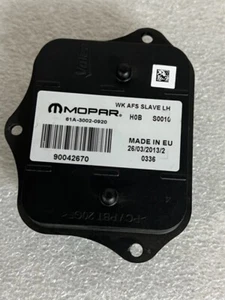 WK AFS SLAVE LH
MOPAR
H0B S0010
61A-3003-0920
MADE IN EU
26/03/2013/2
90042670
0336